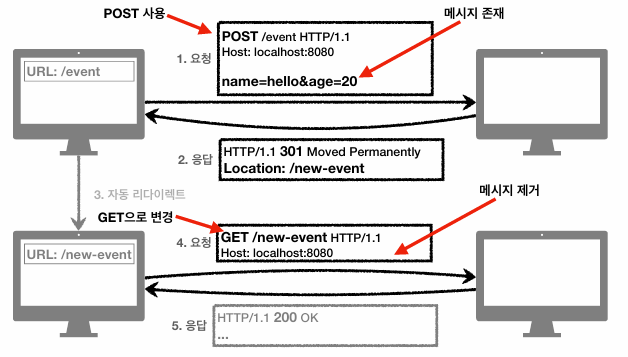 POST 사용
메시지 존재
URL: /event
1. 요청
POST /event HTTP/1.1
Host: localhost:8080
name=hello&age=20
2. 응답
HTTP/1.1 301 Moved Permanently
Location: /new-event
3. 자동 리다이렉트
GET으로 변경
메시지 제거
URL: /new-event
4. 요청
GET /new-event HTTP/1.1
Host: localhost:8080
5. 응답
HTTP/1.1 200 OK
...